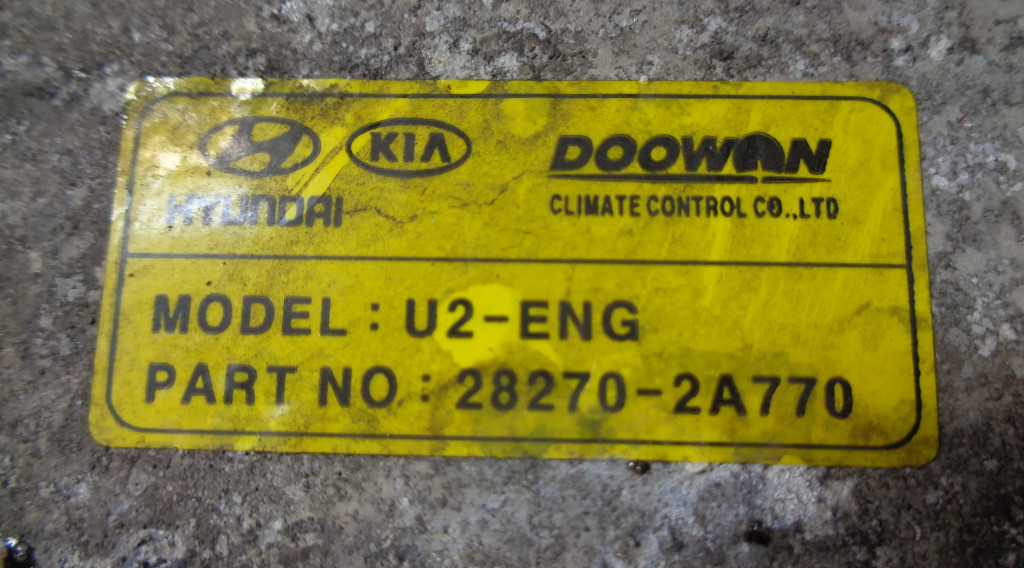 KIA DOOWON
HYUNDAI CLIMATE CONTROL CO.,LTD
MODEL : U2-ENG
PART NO : 28270-2A770